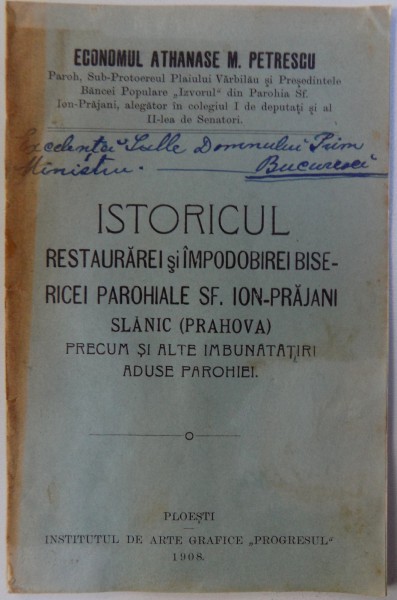 ECONOMUL ATHANASE M. PETRESCU
Paroh, Sub-Protoereul Plaiului Vărbilău și Președintele
Băncei Populare „Izvorul" din Parohia Sf.
Ion-Prăjani, alegător în colegiul I de deputați și al
II-lea de Senatori.
Excelenței Salle Domnului Prim
Ministru. — București
ISTORICUL
RESTAURĂREI și ÎMPODOBIREI BISE-
RICEI PAROHIALE SF. ION-PRĂJANI
SLĂNIC (PRAHOVA)
PRECUM ȘI ALTE IMBUNATAȚIRI
ADUSE PAROHIEI.
PLOEȘTI
INSTITUTUL DE ARTE GRAFICE „PROGRESUL"
1908.